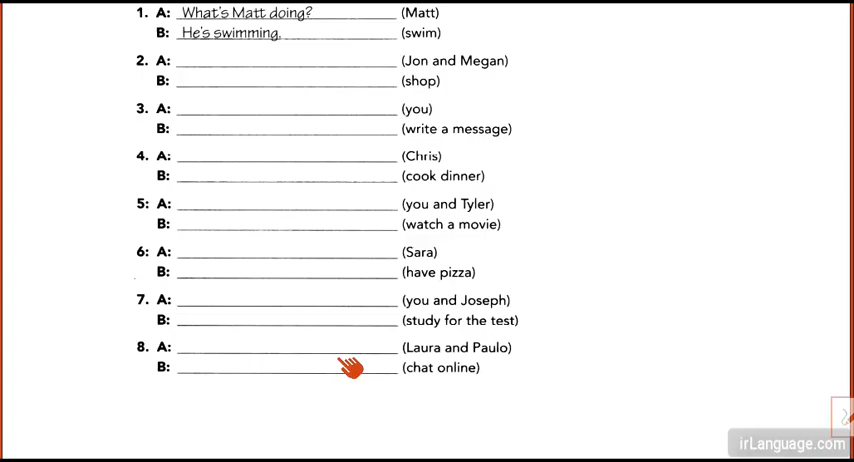 1. A: What's Matt doing? (Matt)
B: He's swimming. (swim)
2. A: (Jon and Megan)
B: (shop)
3. A: (you)
B: (write a message)
4. A: (Chris)
B: (cook dinner)
5: A: (you and Tyler)
B: (watch a movie)
6: A: (Sara)
B: (have pizza)
7. A: (you and Joseph)
B: (study for the test)
8. A: (Laura and Paulo)
B: (chat online)
irLanguage.com